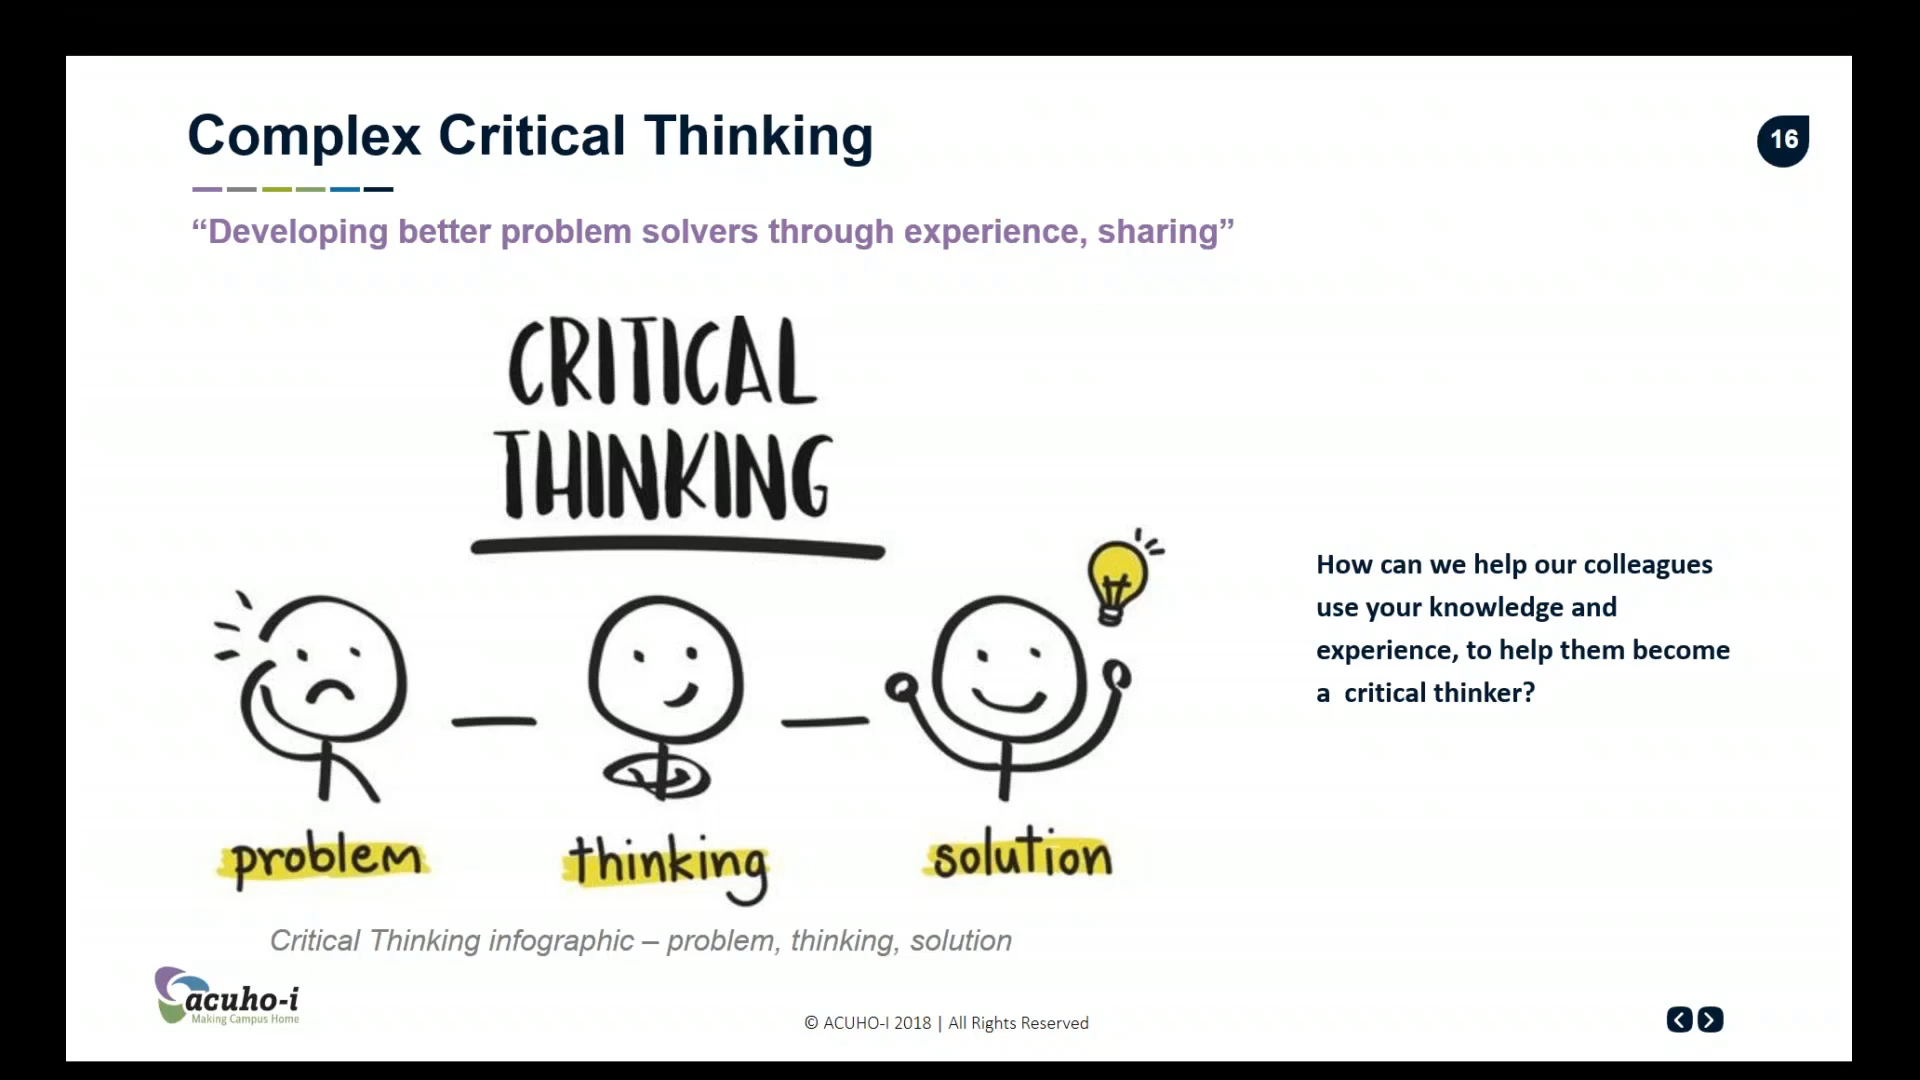 Complex Critical Thinking
16
“Developing better problem solvers through experience, sharing”
CRITICAL
THINKING
How can we help our colleagues
use your knowledge and
experience, to help them become
a critical thinker?
problem
thinking
solution
Critical Thinking infographic – problem, thinking, solution
acuho-i
Making Campus Home
© ACUHO-I 2018 | All Rights Reserved